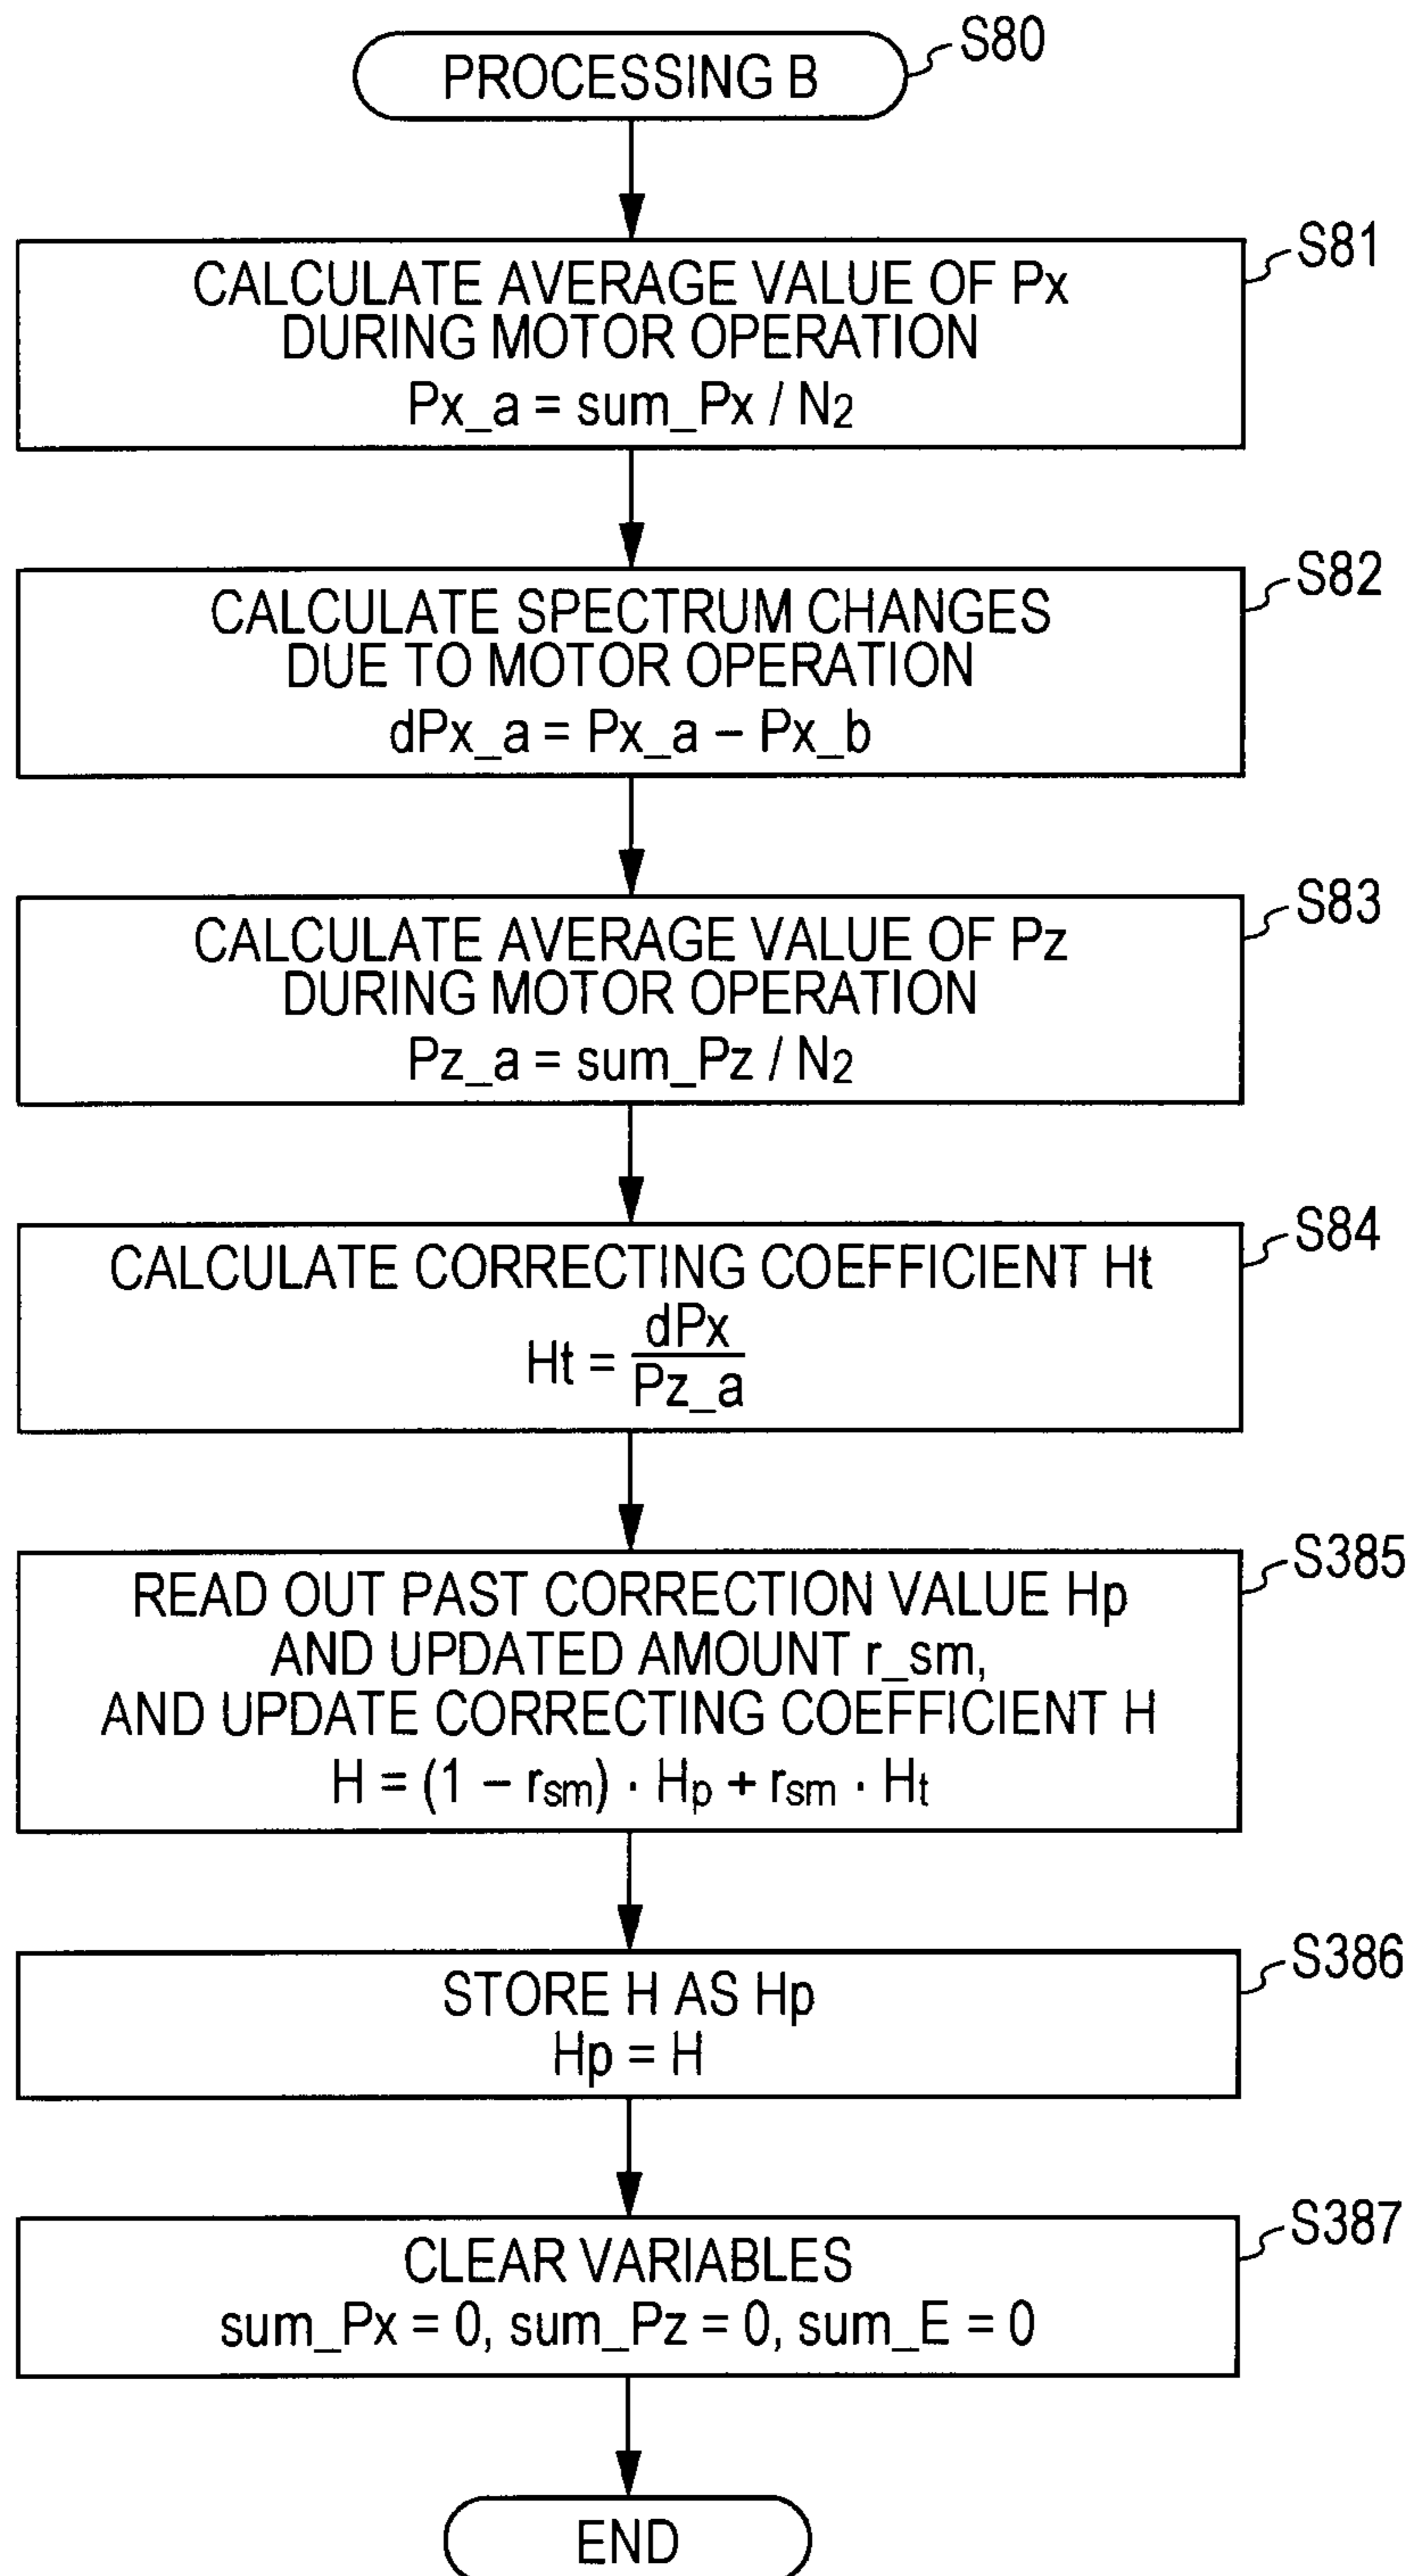 PROCESSING B
S80
S81
CALCULATE AVERAGE VALUE OF Px
DURING MOTOR OPERATION
Px_a = sum_Px / N2
S82
CALCULATE SPECTRUM CHANGES
DUE TO MOTOR OPERATION
dPx_a = Px_a – Px_b
S83
CALCULATE AVERAGE VALUE OF Pz
DURING MOTOR OPERATION
Pz_a = sum_Pz / N2
S84
CALCULATE CORRECTING COEFFICIENT Ht
Ht = dPx / Pz_a
S385
READ OUT PAST CORRECTION VALUE Hp
AND UPDATED AMOUNT r_sm,
AND UPDATE CORRECTING COEFFICIENT H
H = (1 – rsm) · Hp + rsm · Ht
S386
STORE H AS Hp
Hp = H
S387
CLEAR VARIABLES
sum_Px = 0, sum_Pz = 0, sum_E = 0
END